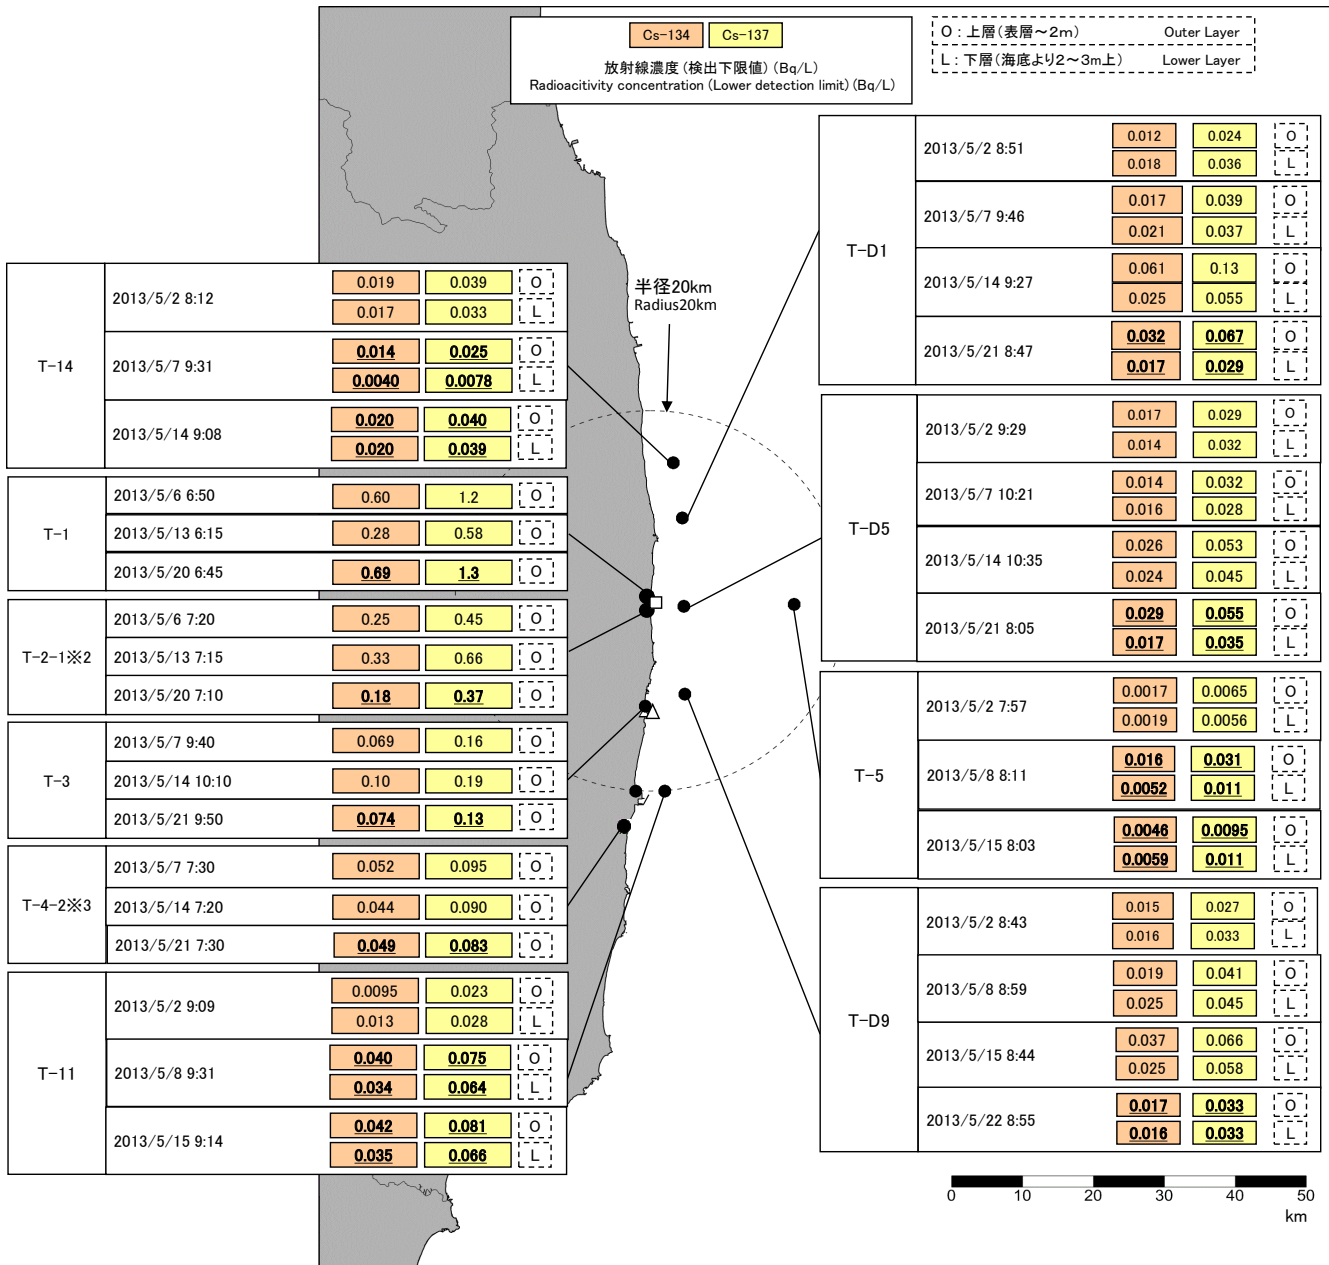 Cs-134 Cs-137
放射線濃度(検出下限値)(Bq/L)
Radioacitivity concentration(Lower detection limit)(Bq/L)
O：上層(表層～2m) Outer Layer
L：下層(海底より2～3m上) Lower Layer
半径20km
Radius20km
T-14
2013/5/2 8:12
0.019 0.039 O
0.017 0.033 L
2013/5/7 9:31
0.014 0.025 O
0.0040 0.0078 L
2013/5/14 9:08
0.020 0.040 O
0.020 0.039 L
T-1
2013/5/6 6:50 0.60 1.2 O
2013/5/13 6:15 0.28 0.58 O
2013/5/20 6:45 0.69 1.3 O
T-2-1※2
2013/5/6 7:20 0.25 0.45 O
2013/5/13 7:15 0.33 0.66 O
2013/5/20 7:10 0.18 0.37 O
T-3
2013/5/7 9:40 0.069 0.16 O
2013/5/14 10:10 0.10 0.19 O
2013/5/21 9:50 0.074 0.13 O
T-4-2※3
2013/5/7 7:30 0.052 0.095 O
2013/5/14 7:20 0.044 0.090 O
2013/5/21 7:30 0.049 0.083 O
T-11
2013/5/2 9:09
0.0095 0.023 O
0.013 0.028 L
2013/5/8 9:31
0.040 0.075 O
0.034 0.064 L
2013/5/15 9:14
0.042 0.081 O
0.035 0.066 L
T-D1
2013/5/2 8:51
0.012 0.024 O
0.018 0.036 L
2013/5/7 9:46
0.017 0.039 O
0.021 0.037 L
2013/5/14 9:27
0.061 0.13 O
0.025 0.055 L
2013/5/21 8:47
0.032 0.067 O
0.017 0.029 L
T-D5
2013/5/2 9:29
0.017 0.029 O
0.014 0.032 L
2013/5/7 10:21
0.014 0.032 O
0.016 0.028 L
2013/5/14 10:35
0.026 0.053 O
0.024 0.045 L
2013/5/21 8:05
0.029 0.055 O
0.017 0.035 L
T-5
2013/5/2 7:57
0.0017 0.0065 O
0.0019 0.0056 L
2013/5/8 8:11
0.016 0.031 O
0.0052 0.011 L
2013/5/15 8:03
0.0046 0.0095 O
0.0059 0.011 L
T-D9
2013/5/2 8:43
0.015 0.027 O
0.016 0.033 L
2013/5/8 8:59
0.019 0.041 O
0.025 0.045 L
2013/5/15 8:44
0.037 0.066 O
0.025 0.058 L
2013/5/22 8:55
0.017 0.033 O
0.016 0.033 L
0 10 20 30 40 50
km